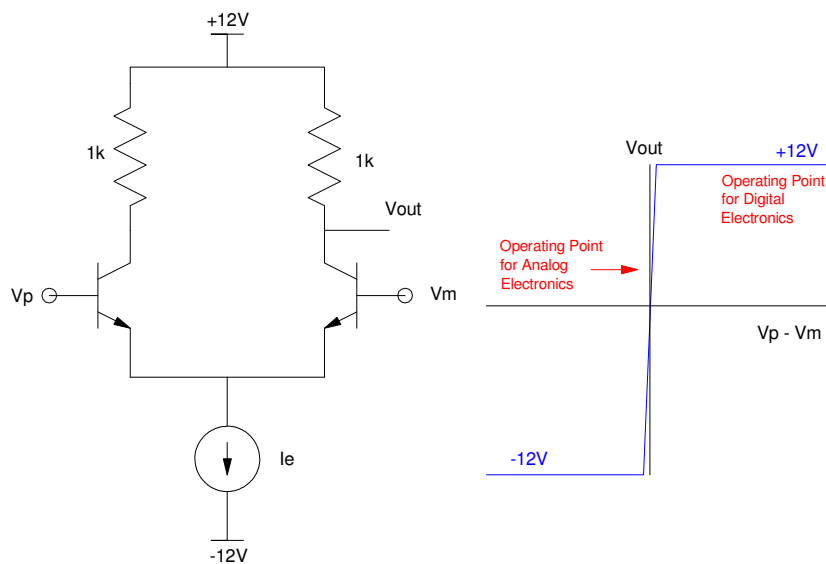 +12V
1k
1k
Vout
Vp
Vm
Ie
-12V
Vout
+12V
Operating Point
for Digital
Electronics
Operating Point
for Analog
Electronics
Vp - Vm
-12V